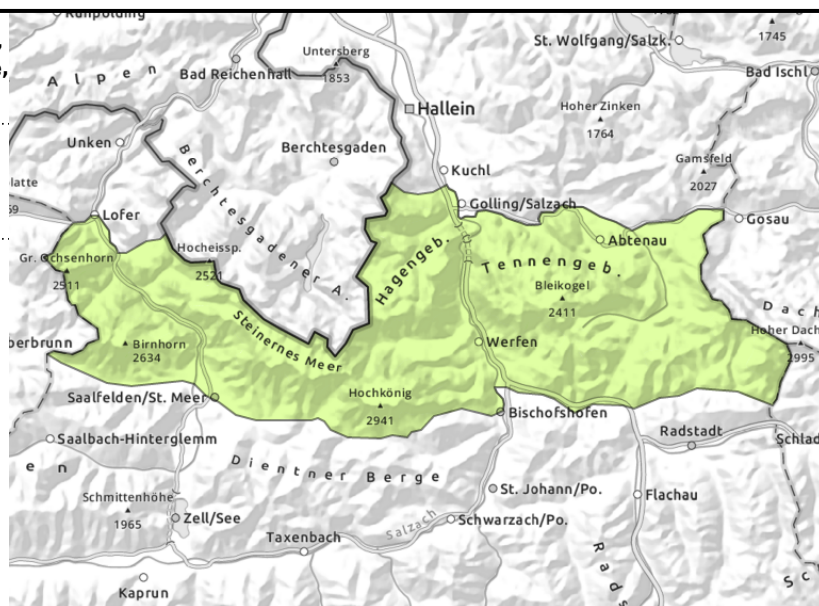 Ruhpolding
1745
Untersberg
1853
St. Wolfgang/Salzk.
Bad Ischl
Alpen
Bad Reichenhall
Hallein
Hoher Zinken
1764
Unken
Berchtesgaden
Gamsfeld
2027
Kuchl
Berchtesgadener A.
Golling/Salzach
Gosau
Lofer
Abtenau
Hocheissp.
2521
Hagengeb.
Tennengeb.
Gr. Ochsenhorn
2511
Bleikogel
2411
Steinernes Meer
Birnhorn
2634
Werfen
Hoher Dach
2995
Hochkönig
2941
Saalfelden/St. Meer
Bischofshofen
Radstadt
Schlad
Saalbach-Hinterglemm
Dientner Berge
Schmittenhöhe
1965
St. Johann/Po.
Flachau
Zell/See
Salzach
Schwarzach/Po.
Taxenbach
Kaprun